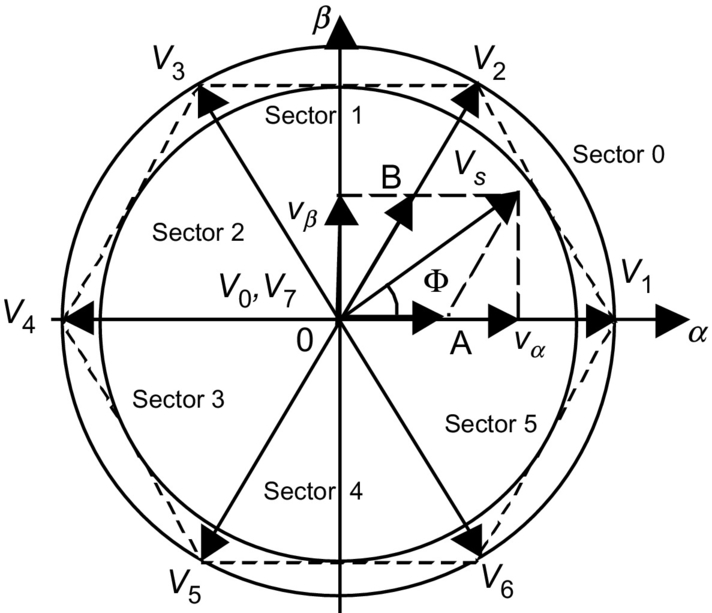 β
V3
V2
Sector 1
Sector 0
B
Vs
vβ
Sector 2
Φ
V0, V7
V1
V4
0
A
vα
α
Sector 3
Sector 5
Sector 4
V5
V6